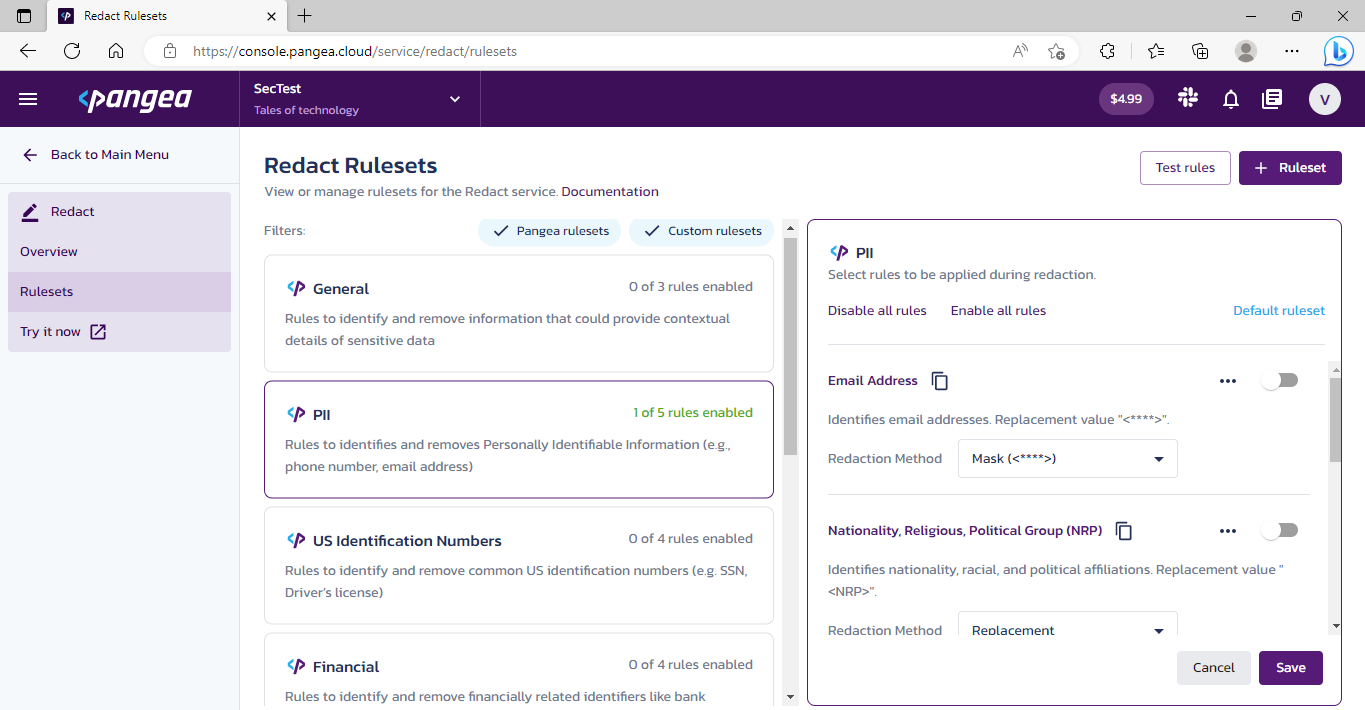 Redact Rulesets
https://console.pangea.cloud/service/redact/rulesets
pangea
SecTest
Tales of technology
$4.99
V
Back to Main Menu
Redact
Overview
Rulesets
Try it now
Redact Rulesets
View or manage rulesets for the Redact service. Documentation
Test rules
+ Ruleset
Filters:
Pangea rulesets
Custom rulesets
General
0 of 3 rules enabled
Rules to identify and remove information that could provide contextual
details of sensitive data
PII
1 of 5 rules enabled
Rules to identifies and removes Personally Identifiable Information (e.g.,
phone number, email address)
US Identification Numbers
0 of 4 rules enabled
Rules to identify and remove common US identification numbers (e.g. SSN,
Driver's license)
Financial
0 of 4 rules enabled
Rules to identify and remove financially related identifiers like bank
PII
Select rules to be applied during redaction.
Disable all rules
Enable all rules
Default ruleset
Email Address
Identifies email addresses. Replacement value "<****>".
Redaction Method
Mask (<****>)
Nationality, Religious, Political Group (NRP)
Identifies nationality, racial, and political affiliations. Replacement value "
<NRP>".
Redaction Method
Replacement
Cancel
Save